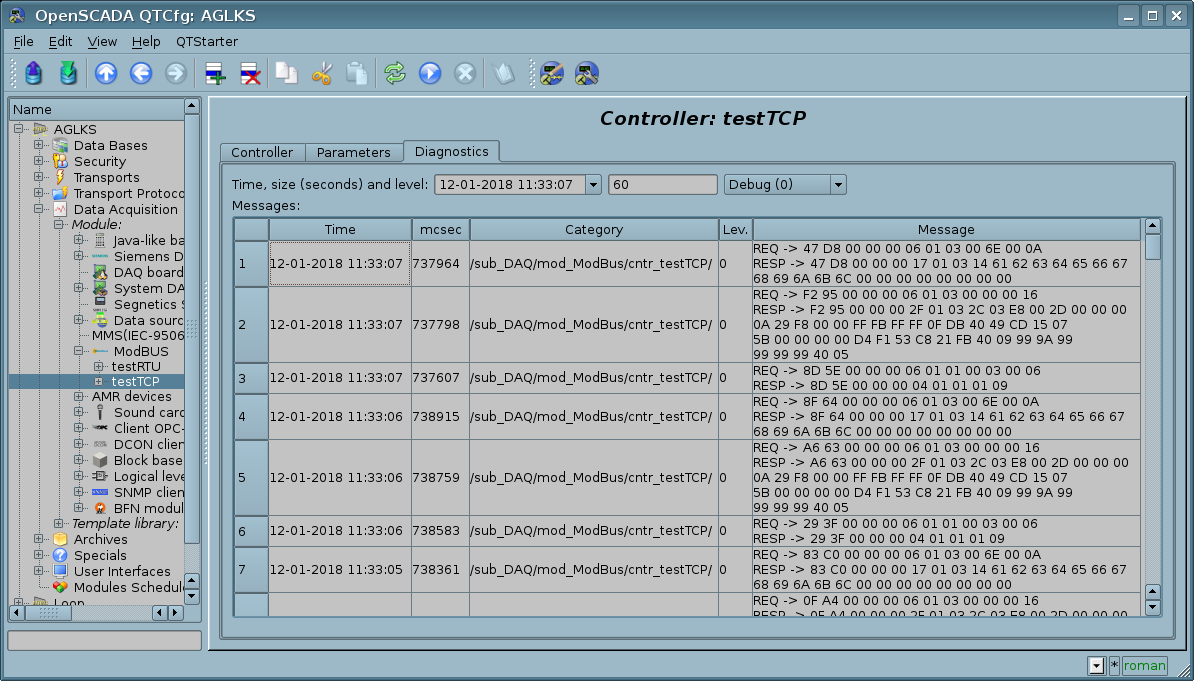 OpenSCADA QTCfg: AGLKS
File Edit View Help QTStarter
Name
AGLKS
Data Bases
Security
Transports
Transport Protoco
Data Acquisition
Module:
Java-like ba
Siemens D
DAQ board
System DA
Segnetics
Data sourc
MMS(IEC-9506
ModBUS
testRTU
testTCP
AMR devices
Sound card
Client OPC-
DCON clien
Block base
Logical leve
SNMP clien
BFN modul
Template library:
Archives
Specials
User Interfaces
Modules Schedul
Loop
Controller: testTCP
Controller Parameters Diagnostics
Time, size (seconds) and level: 12-01-2018 11:33:07 60 Debug (0)
Messages:
Time mcsec Category Lev. Message
1 12-01-2018 11:33:07 737964 /sub_DAQ/mod_ModBus/cntr_testTCP/ 0
REQ -> 47 D8 00 00 00 06 01 03 00 6E 00 0A
RESP -> 47 D8 00 00 00 17 01 03 14 61 62 63 64 65 66 67
68 69 6A 6B 6C 00 00 00 00 00 00 00 00
2 12-01-2018 11:33:07 737798 /sub_DAQ/mod_ModBus/cntr_testTCP/ 0
REQ -> F2 95 00 00 00 06 01 03 00 00 00 16
RESP -> F2 95 00 00 00 2F 01 03 2C 03 E8 00 2D 00 00 00
0A 29 F8 00 00 FF FB FF FF 0F DB 40 49 CD 15 07
5B 00 00 00 00 D4 F1 53 C8 21 FB 40 09 99 9A 99
99 99 99 40 05
3 12-01-2018 11:33:07 737607 /sub_DAQ/mod_ModBus/cntr_testTCP/ 0
REQ -> 8D 5E 00 00 00 06 01 01 00 03 00 06
RESP -> 8D 5E 00 00 00 04 01 01 01 09
4 12-01-2018 11:33:06 738915 /sub_DAQ/mod_ModBus/cntr_testTCP/ 0
REQ -> 8F 64 00 00 00 06 01 03 00 6E 00 0A
RESP -> 8F 64 00 00 00 17 01 03 14 61 62 63 64 65 66 67
68 69 6A 6B 6C 00 00 00 00 00 00 00 00
5 12-01-2018 11:33:06 738759 /sub_DAQ/mod_ModBus/cntr_testTCP/ 0
REQ -> A6 63 00 00 00 06 01 03 00 00 00 16
RESP -> A6 63 00 00 00 2F 01 03 2C 03 E8 00 2D 00 00 00
0A 29 F8 00 00 FF FB FF FF 0F DB 40 49 CD 15 07
5B 00 00 00 00 D4 F1 53 C8 21 FB 40 09 99 9A 99
99 99 99 40 05
6 12-01-2018 11:33:06 738583 /sub_DAQ/mod_ModBus/cntr_testTCP/ 0
REQ -> 29 3F 00 00 00 06 01 01 00 03 00 06
RESP -> 29 3F 00 00 00 04 01 01 01 09
7 12-01-2018 11:33:05 738361 /sub_DAQ/mod_ModBus/cntr_testTCP/ 0
REQ -> 83 C0 00 00 00 06 01 03 00 6E 00 0A
RESP -> 83 C0 00 00 00 17 01 03 14 61 62 63 64 65 66 67
68 69 6A 6B 6C 00 00 00 00 00 00 00 00
REQ -> 0F A4 00 00 00 06 01 03 00 00 00 16
RESP -> 0F A4 00 00 00 2F 01 03 2C 03 E8 00 2D 00 00 00
* roman